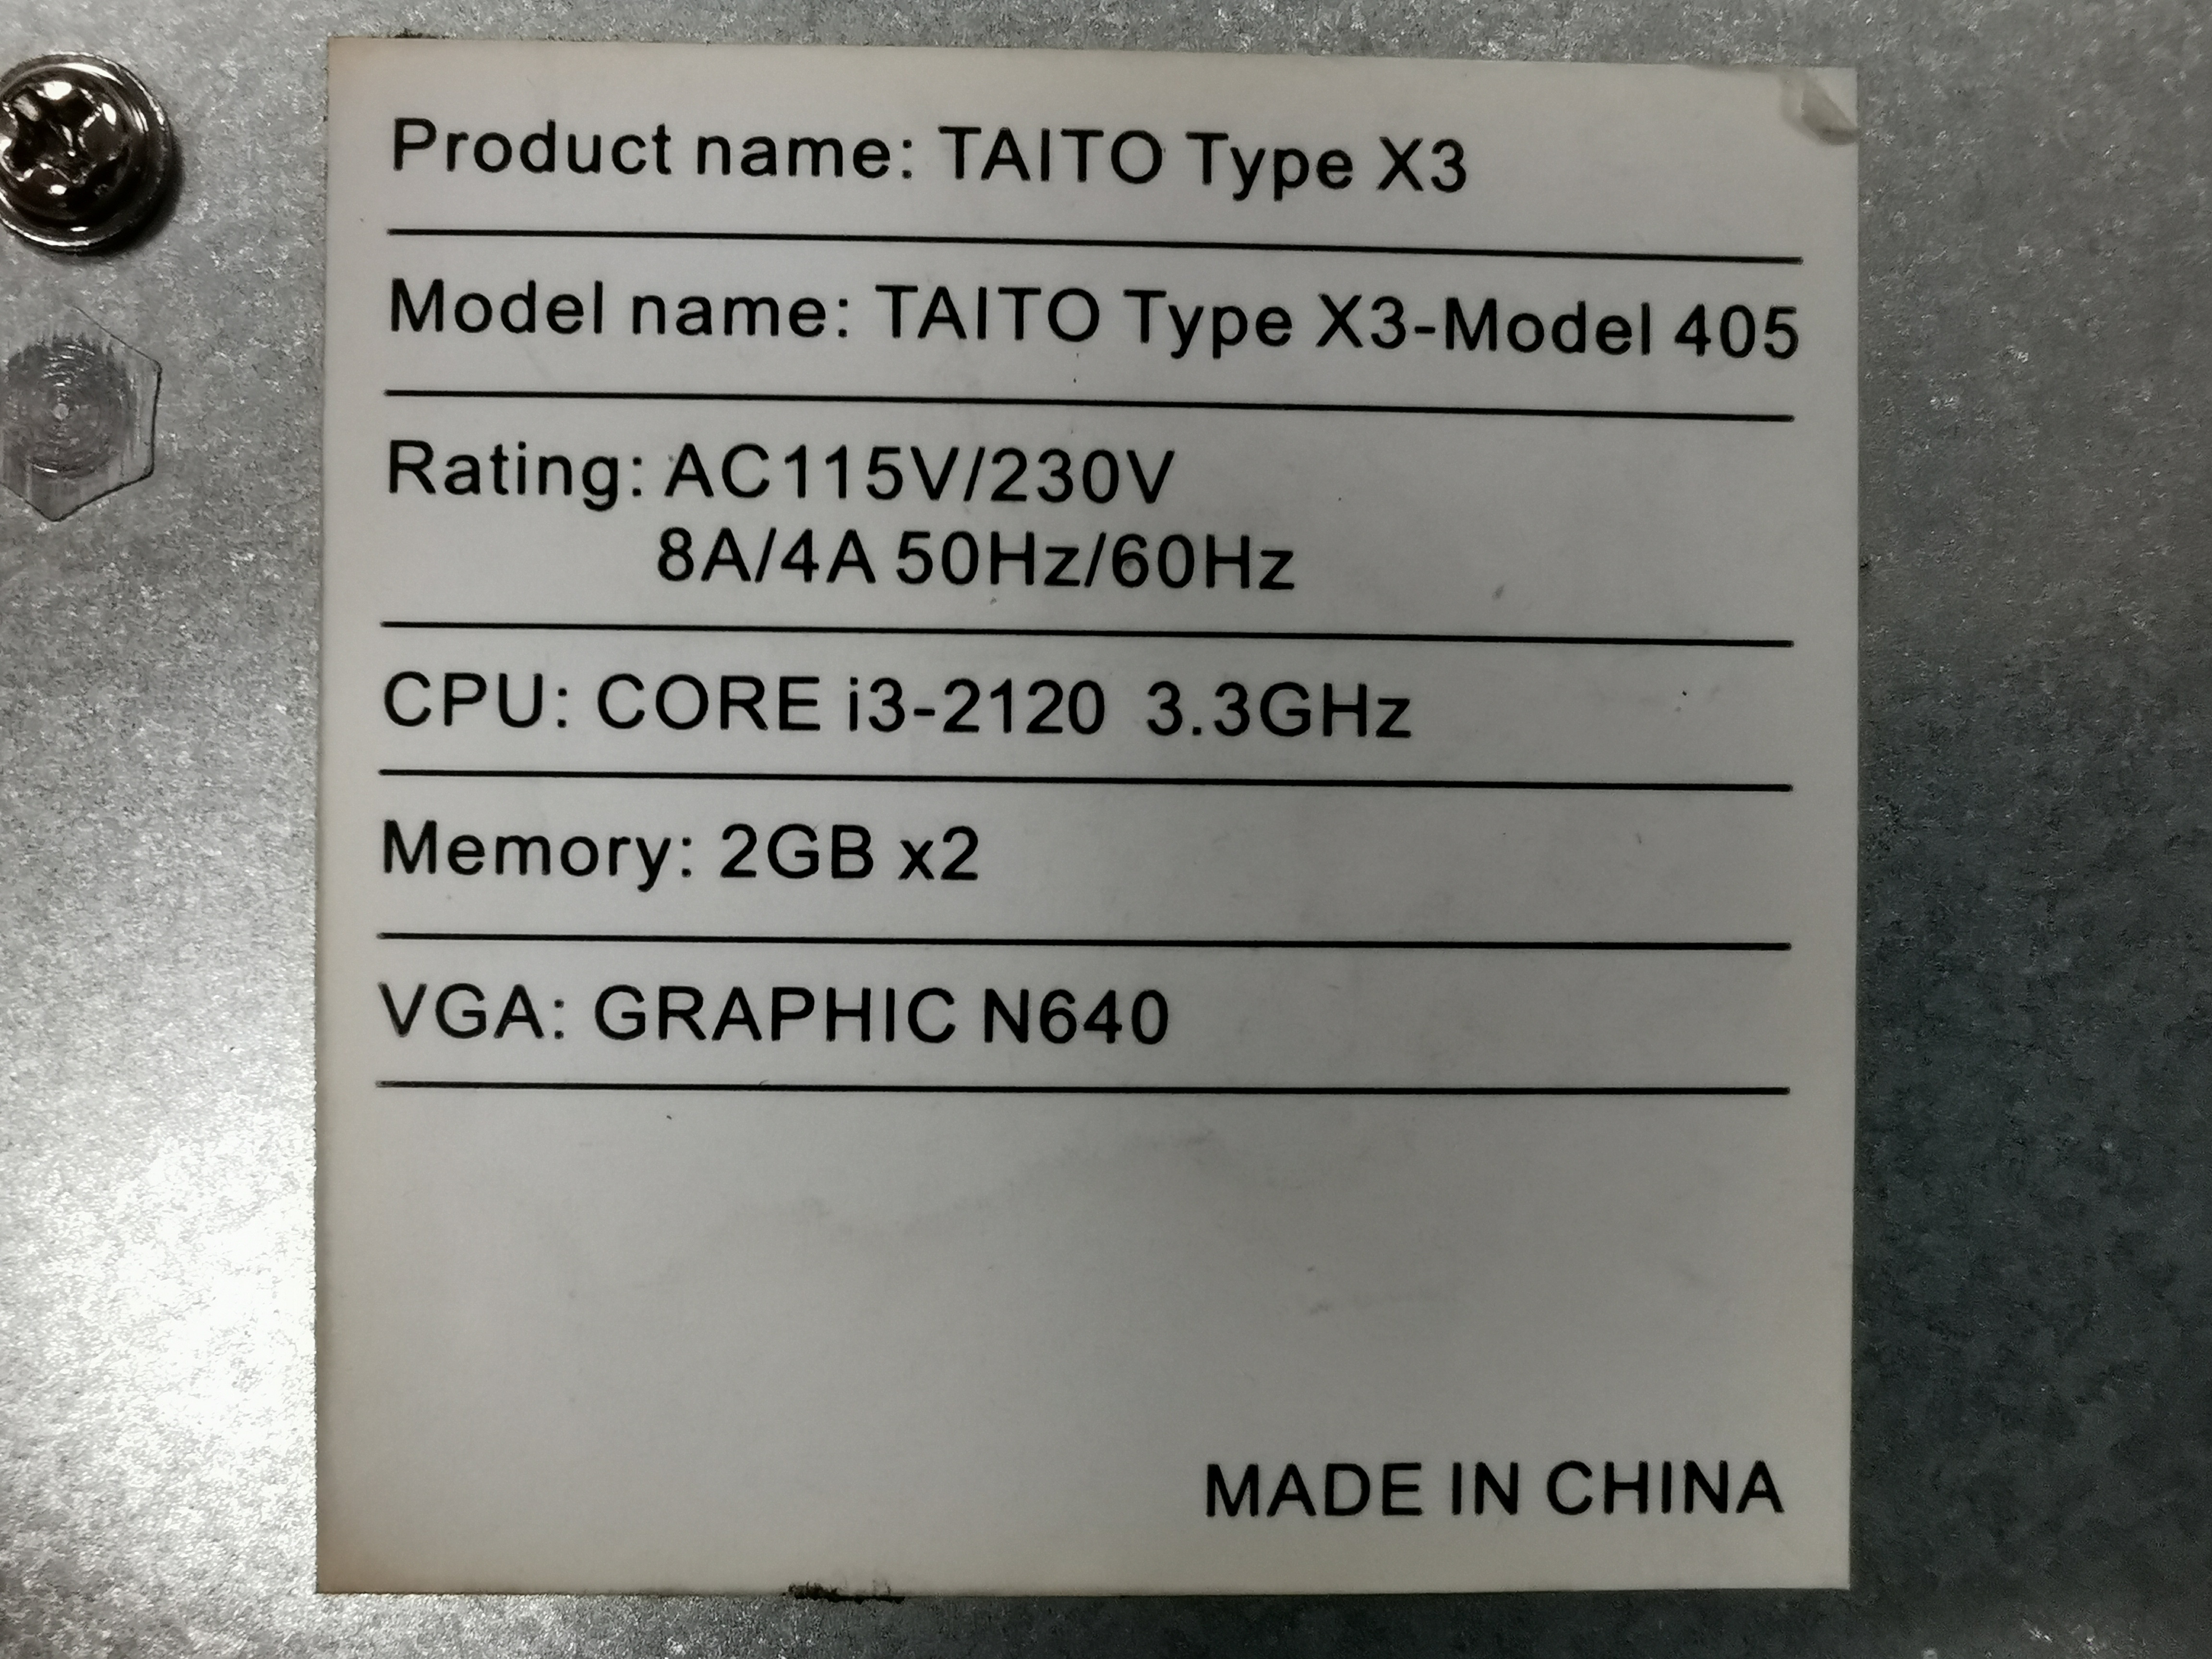 Product name: TAITO Type X3
Model name: TAITO Type X3-Model 405
Rating: AC115V/230V
8A/4A 50Hz/60Hz
CPU: CORE i3-2120 3.3GHz
Memory: 2GB x2
VGA: GRAPHIC N640
MADE IN CHINA